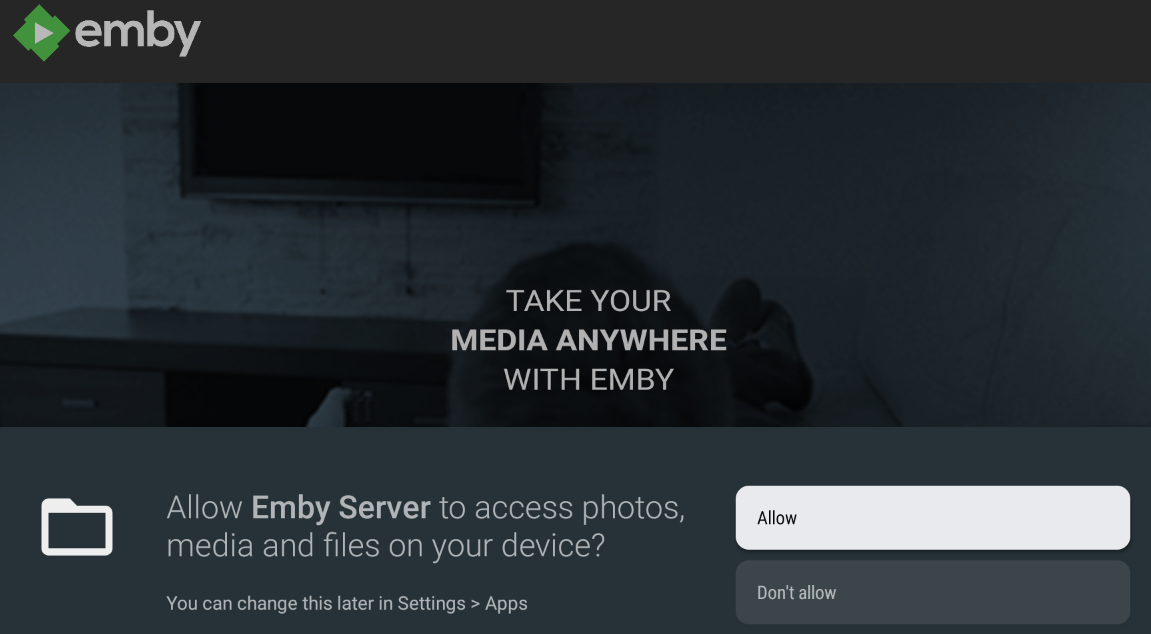 emby
TAKE YOUR
MEDIA ANYWHERE
WITH EMBY
Allow Emby Server to access photos,
media and files on your device?
You can change this later in Settings > Apps
Allow
Don't allow